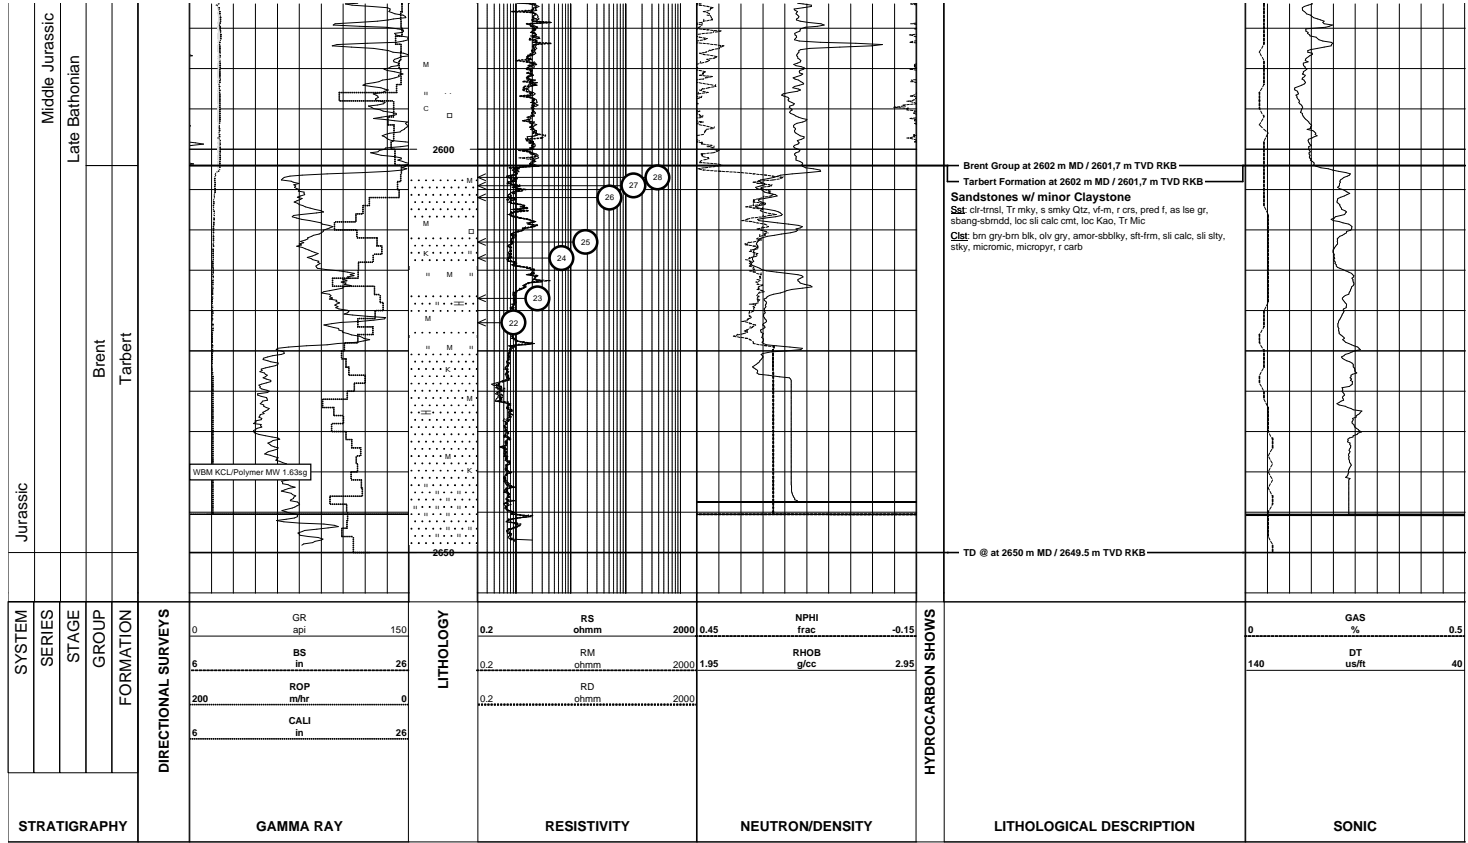 Middle Jurassic
Late Bathonian
Jurassic
Brent
Tarbert
M
" . .
C
2600
M
M
K
" M "
" "
M
" M "
K
M
M
K
" "
" " "
" " "
" "
2650
28
27
26
25
24
23
22
WBM KCL/Polymer MW 1.63sg
Brent Group at 2602 m MD / 2601,7 m TVD RKB
Tarbert Formation at 2602 m MD / 2601,7 m TVD RKB
Sandstones w/ minor Claystone
Sst: clr-trnsl, Tr mky, s smky Qtz, vf-m, r crs, pred f, as lse gr,
sbang-sbrndd, loc sli calc cmt, loc Kao, Tr Mic
Clst: brn gry-brn blk, olv gry, amor-sbblky, sft-frm, sli calc, sli slty,
stky, micromic, micropyr, r carb
TD @ at 2650 m MD / 2649.5 m TVD RKB
SYSTEM
SERIES
STAGE
GROUP
FORMATION
STRATIGRAPHY
DIRECTIONAL SURVEYS
GR
0 api 150
BS
6 in 26
ROP
200 m/hr 0
CALI
6 in 26
GAMMA RAY
LITHOLOGY
RS
0.2 ohmm 2000
RM
0.2 ohmm 2000
RD
0.2 ohmm 2000
RESISTIVITY
NPHI
0.45 frac -0.15
RHOB
1.95 g/cc 2.95
NEUTRON/DENSITY
HYDROCARBON SHOWS
LITHOLOGICAL DESCRIPTION
GAS
0 % 0.5
DT
140 us/ft 40
SONIC